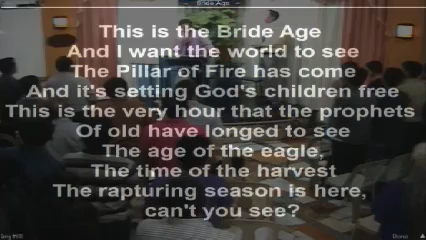 Bride Age
This is the Bride Age
And I want the world to see
The Pillar of Fire has come
And it's setting God's children free
This is the very hour that the prophets
Of old have longed to see
The age of the eagle,
The time of the harvest
The rapturing season is here,
can't you see?